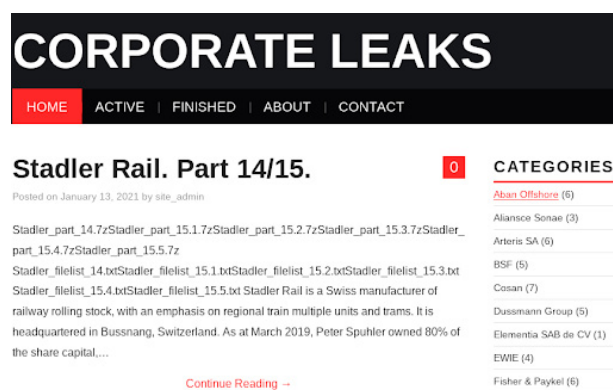 CORPORATE LEAKS
HOME ACTIVE | FINISHED | ABOUT | CONTACT
Stadler Rail. Part 14/15.
0
Posted on January 13, 2021 by site_admin
Stadler_part_14.7zStadler_part_15.1.7zStadler_part_15.2.7zStadler_part_15.3.7zStadler_
part_15.4.7zStadler_part_15.5.7z
Stadler_filelist_14.txtStadler_filelist_15.1.txtStadler_filelist_15.2.txtStadler_filelist_15.3.txt
Stadler_filelist_15.4.txtStadler_filelist_15.5.txt Stadler Rail is a Swiss manufacturer of
railway rolling stock, with an emphasis on regional train multiple units and trams. It is
headquartered in Bussnang, Switzerland. As at March 2019, Peter Spuhler owned 80% of
the share capital,…
Continue Reading →
CATEGORIES
Aban Offshore (6)
Aliansce Sonae (3)
Arteris SA (6)
BSF (5)
Cosan (7)
Dussmann Group (5)
Elementia SAB de CV (1)
EWIE (4)
Fisher & Paykel (6)